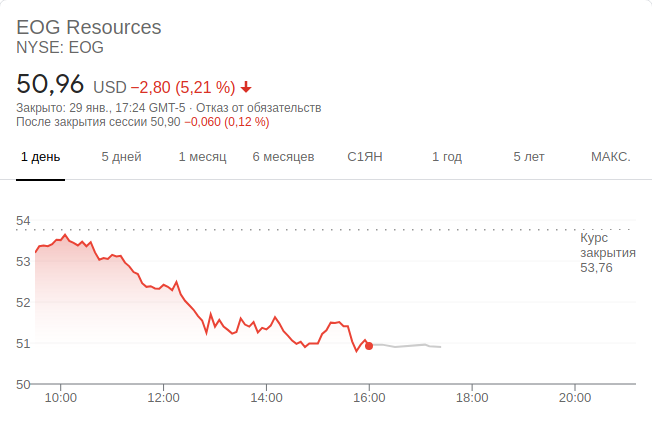 EOG Resources
NYSE: EOG
50,96 USD −2,80 (5,21 %)
Закрыто: 29 янв., 17:24 GMT-5 · Отказ от обязательств
После закрытия сессии 50,90 −0,060 (0,12 %)
1 день 5 дней 1 месяц 6 месяцев С1ЯН 1 год 5 лет МАКС.
54
Курс
закрытия
53,76
53
52
51
50
10:00 12:00 14:00 16:00 18:00 20:00